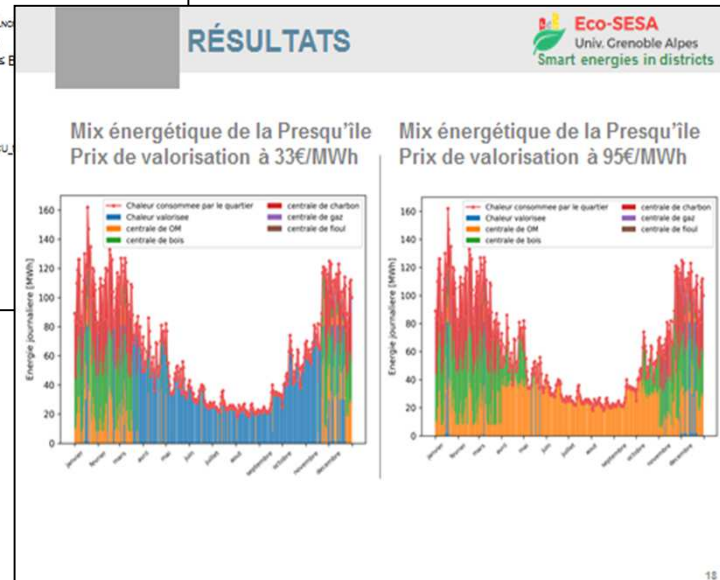 RÉSULTATS
Eco-SESA
Univ. Grenoble Alpes
Smart energies in districts
Mix énergétique de la Presqu'île
Prix de valorisation à 33€/MWh
Mix énergétique de la Presqu'île
Prix de valorisation à 95€/MWh
Energie journaliere [MWh]
160
140
120
100
80
60
40
20
0
Chaleur consommee par le quartier
Chaleur valorisee
centrale de OM
centrale de bois
centrale de charbon
centrale de gaz
centrale de fioul
janvier
fevrier
mars
avril
mai
juin
juillet
aout
septembre
octobre
novembre
decembre
Energie journaliere [MWh]
160
140
120
100
80
60
40
20
0
Chaleur consommee par le quartier
Chaleur valorisee
centrale de OM
centrale de bois
centrale de charbon
centrale de gaz
centrale de fioul
janvier
fevrier
mars
avril
mai
juin
juillet
aout
septembre
octobre
novembre
decembre
18